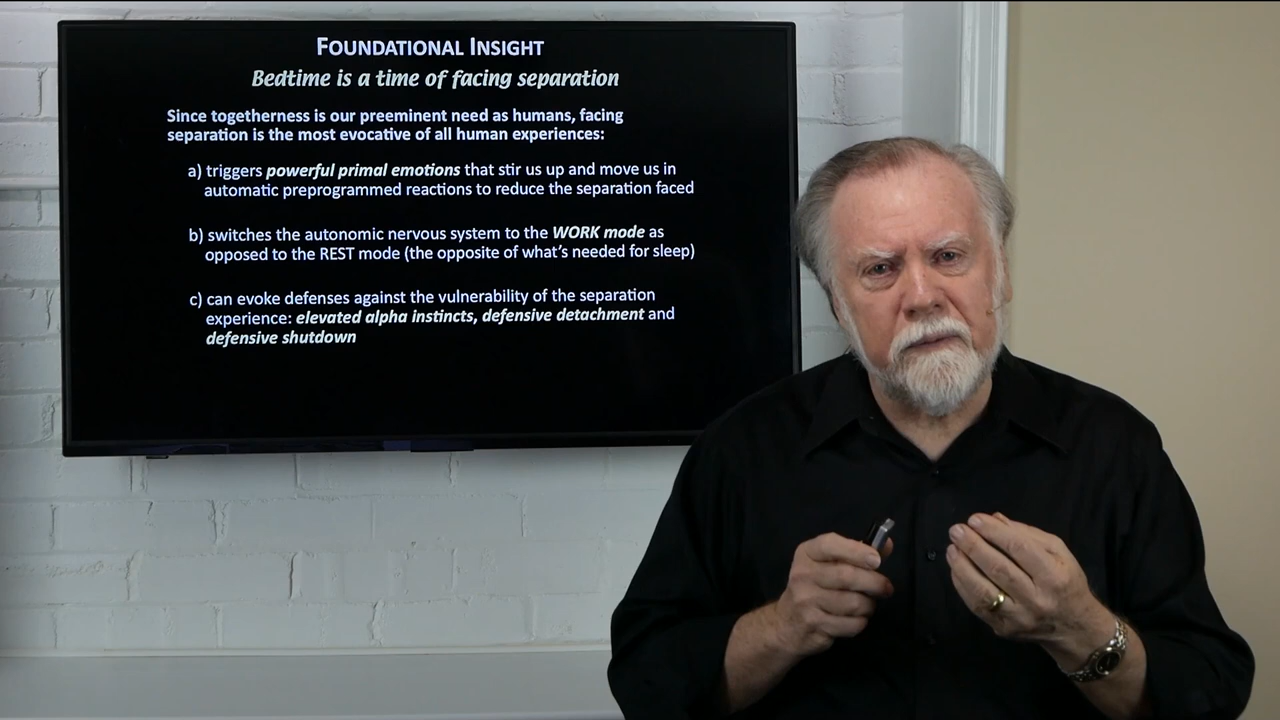 FOUNDATIONAL INSIGHT
Bedtime is a time of facing separation
Since togetherness is our preeminent need as humans, facing
separation is the most evocative of all human experiences:
a) triggers powerful primal emotions that stir us up and move us in
automatic preprogrammed reactions to reduce the separation faced
b) switches the autonomic nervous system to the WORK mode as
opposed to the REST mode (the opposite of what's needed for sleep)
c) can evoke defenses against the vulnerability of the separation
experience: elevated alpha instincts, defensive detachment and
defensive shutdown